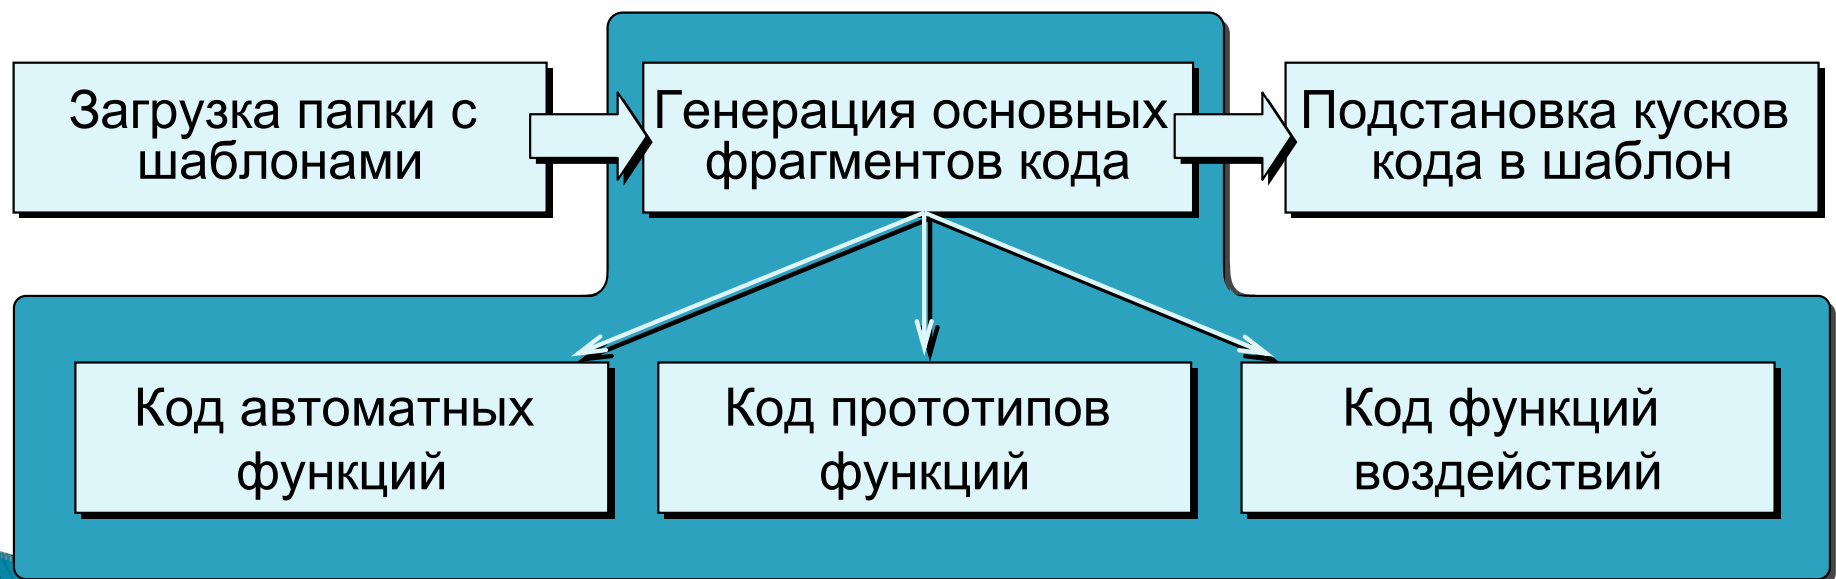 Загрузка папки с
шаблонами
Генерация основных
фрагментов кода
Подстановка кусков
кода в шаблон
Код автоматных
функций
Код прототипов
функций
Код функций
воздействий